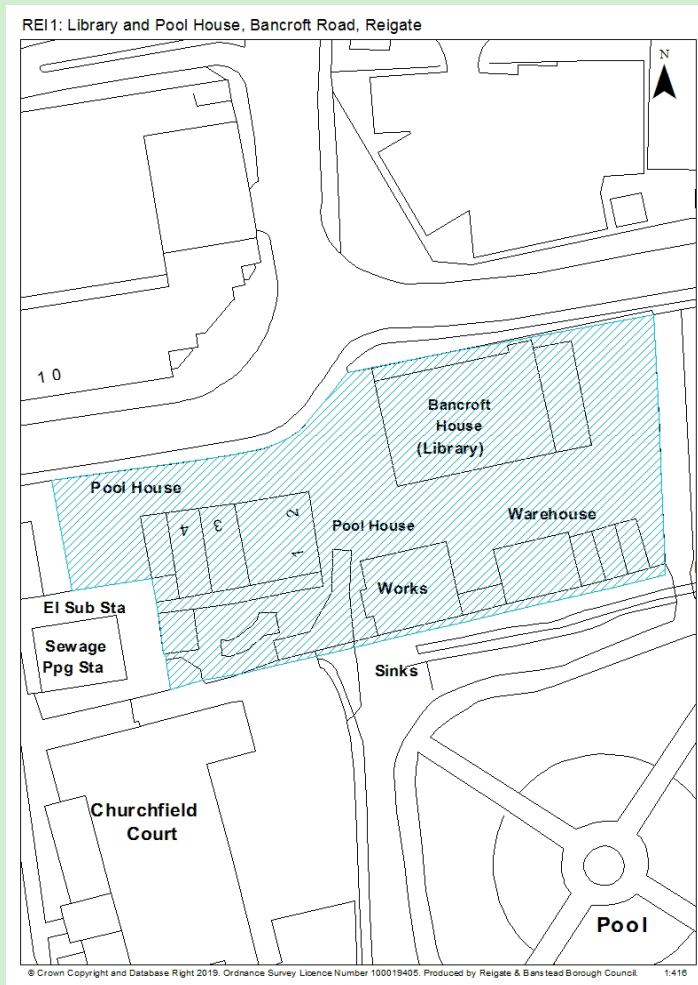 REI1: Library and Pool House, Bancroft Road, Reigate
N
10
Bancroft
House
(Library)
Pool House
Warehouse
4
3
2
1
Pool House
Works
El Sub Sta
Sewage
Ppg Sta
Sinks
Churchfield
Court
Pool
© Crown Copyright and Database Right 2019. Ordnance Survey Licence Number 100019405. Produced by Reigate & Banstead Borough Council. 1:416